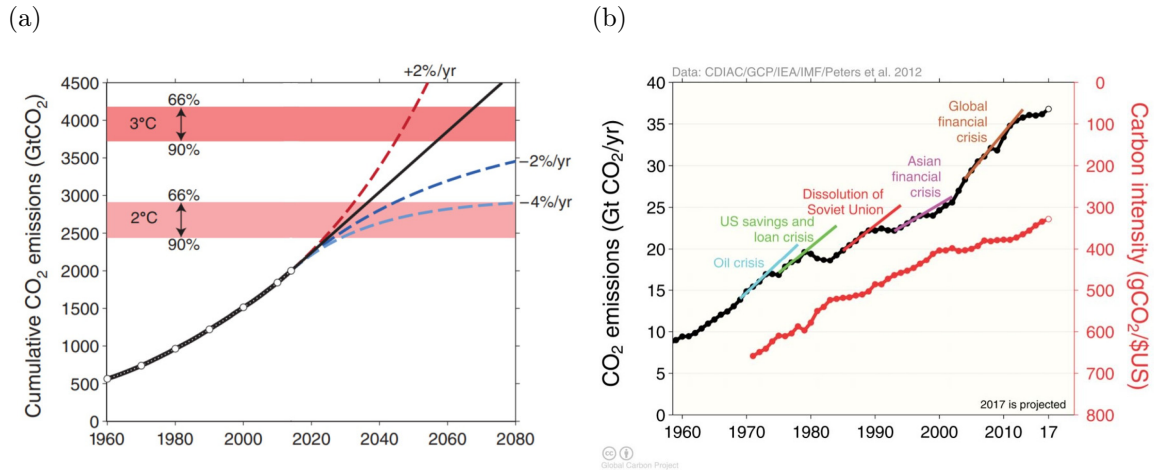 (a)
Cumulative CO2 emissions (GtCO2)
4500
4000
3500
3000
2500
2000
1500
1000
500
0
1960
1980
2000
2020
2040
2060
2080
+2%/yr
66%
3°C
90%
66%
2°C
90%
−2%/yr
−4%/yr
(b)
Data: CDIAC/GCP/IEA/IMF/Peters et al. 2012
CO2 emissions (Gt CO2/yr)
40
35
30
25
20
15
10
5
0
1960
1970
1980
1990
2000
2010
17
Global
financial
crisis
Asian
financial
crisis
Dissolution of
Soviet Union
US savings and
loan crisis
Oil crisis
2017 is projected
0
100
200
300
400
500
600
700
800
Carbon intensity (gCO2/$US)
cc
Global Carbon Project